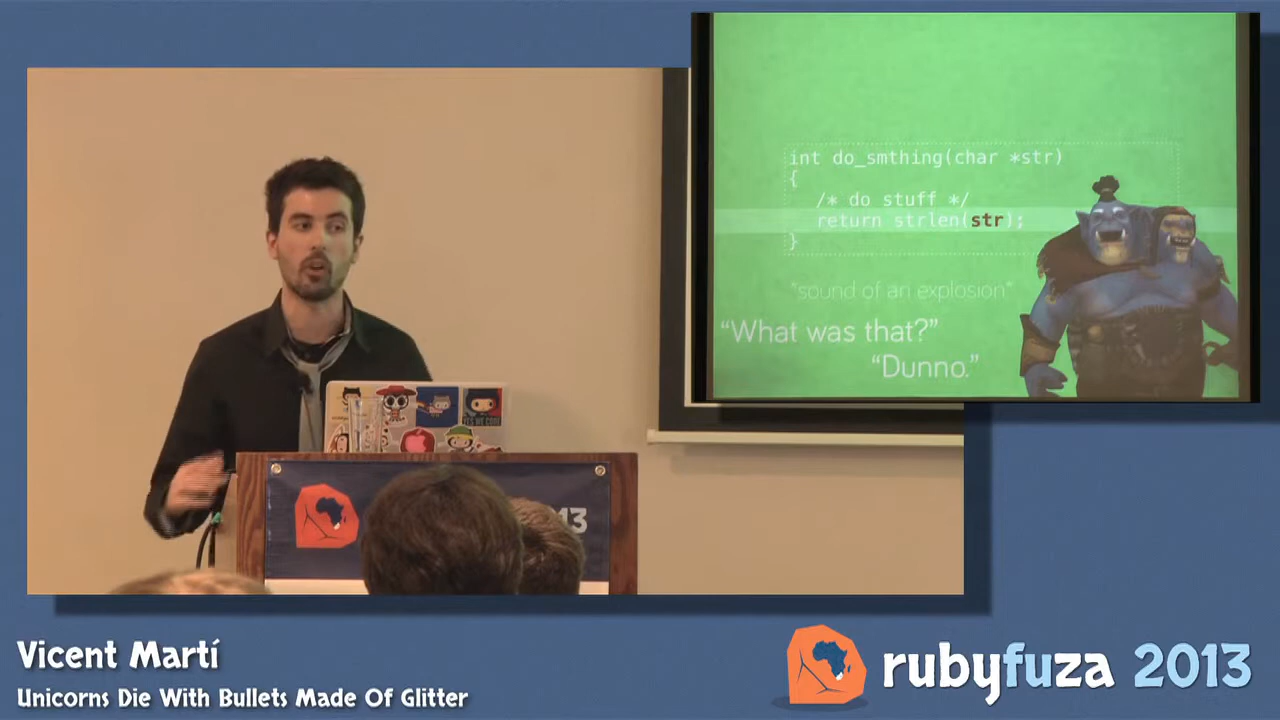 int do_smthing(char *str)
{
/* do stuff */
return strlen(str);
}
"sound of an explosion"
“What was that?”
“Dunno.”
13
Vicent Martí
Unicorns Die With Bullets Made Of Glitter
rubyfuza 2013